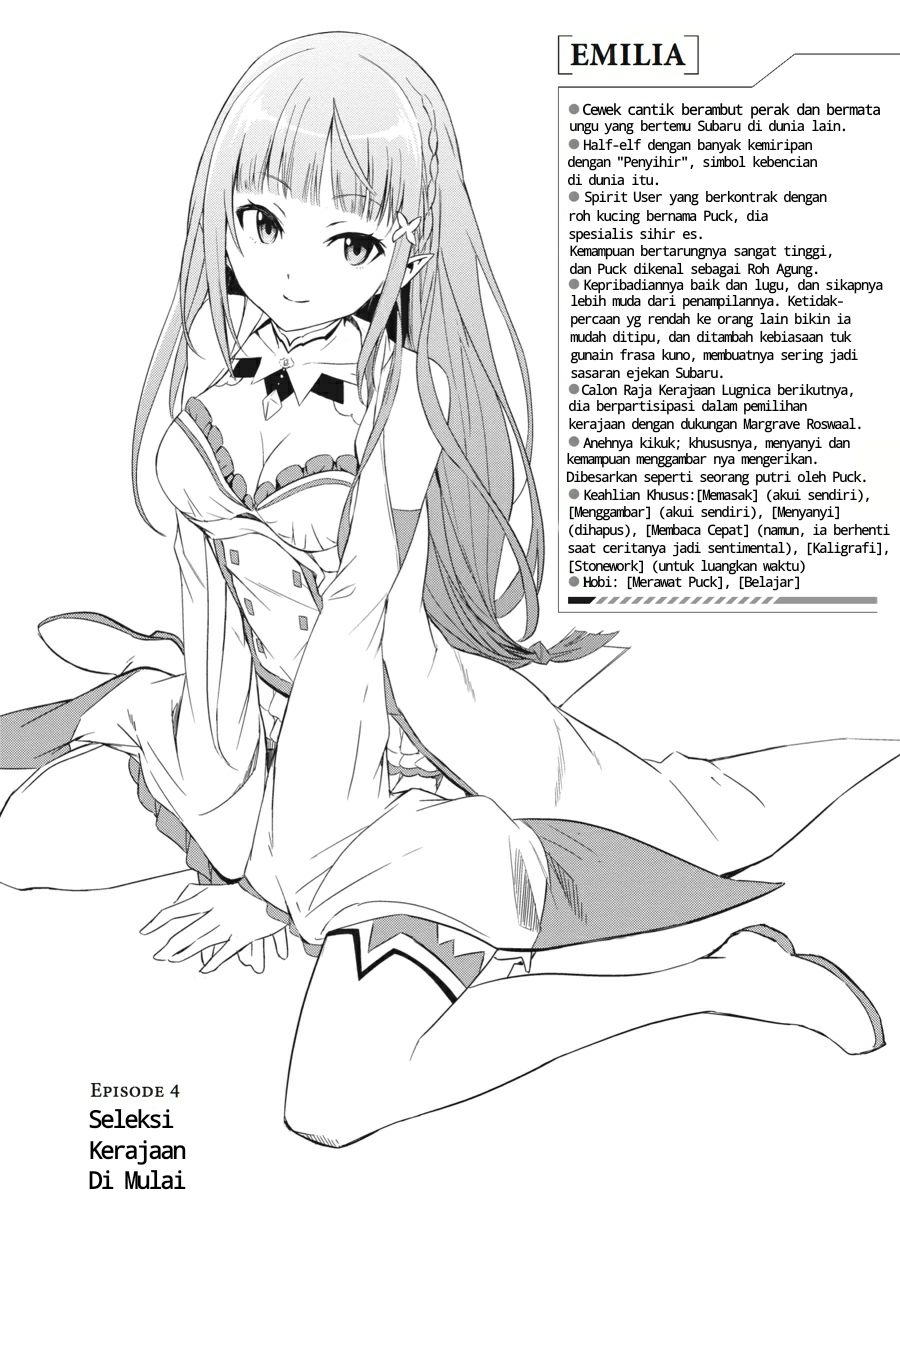 [EMILIA]
● Cewek cantik berambut perak dan bermata
ungu yang bertemu Subaru di dunia lain.
● Half-elf dengan banyak kemiripan
dengan "Penyihir", simbol kebencian
di dunia itu.
● Spirit User yang berkontrak dengan
roh kucing bernama Puck, dia
spesialis sihir es.
Kemampuan bertarungnya sangat tinggi,
dan Puck dikenal sebagai Roh Agung.
● Kepribadiannya baik dan lugu, dan sikapnya
lebih muda dari penampilannya. Ketidak-
percaan yg rendah ke orang lain bikin ia
mudah ditipu, dan ditambah kebiasaan tuk
gunain frasa kuno, membuatnya sering jadi
sasaran ejekan Subaru.
● Calon Raja Kerajaan Lugnica berikutnya,
dia berpartisipasi dalam pemilihan
kerajaan dengan dukungan Margrave Roswaal.
● Anehnya kikuk; khususnya, menyanyi dan
kemampuan menggambar nya mengerikan.
Dibesarkan seperti seorang putri oleh Puck.
● Keahlian Khusus:[Memasak] (akui sendiri),
[Menggambar] (akui sendiri), [Menyanyi]
(dihapus), [Membaca Cepat] (namun, ia berhenti
saat ceritanya jadi sentimental), [Kaligrafi],
[Stonework] (untuk luangkan waktu)
● Hobi: [Merawat Puck], [Belajar]
EPISODE 4
Seleksi
Kerajaan
Di Mulai